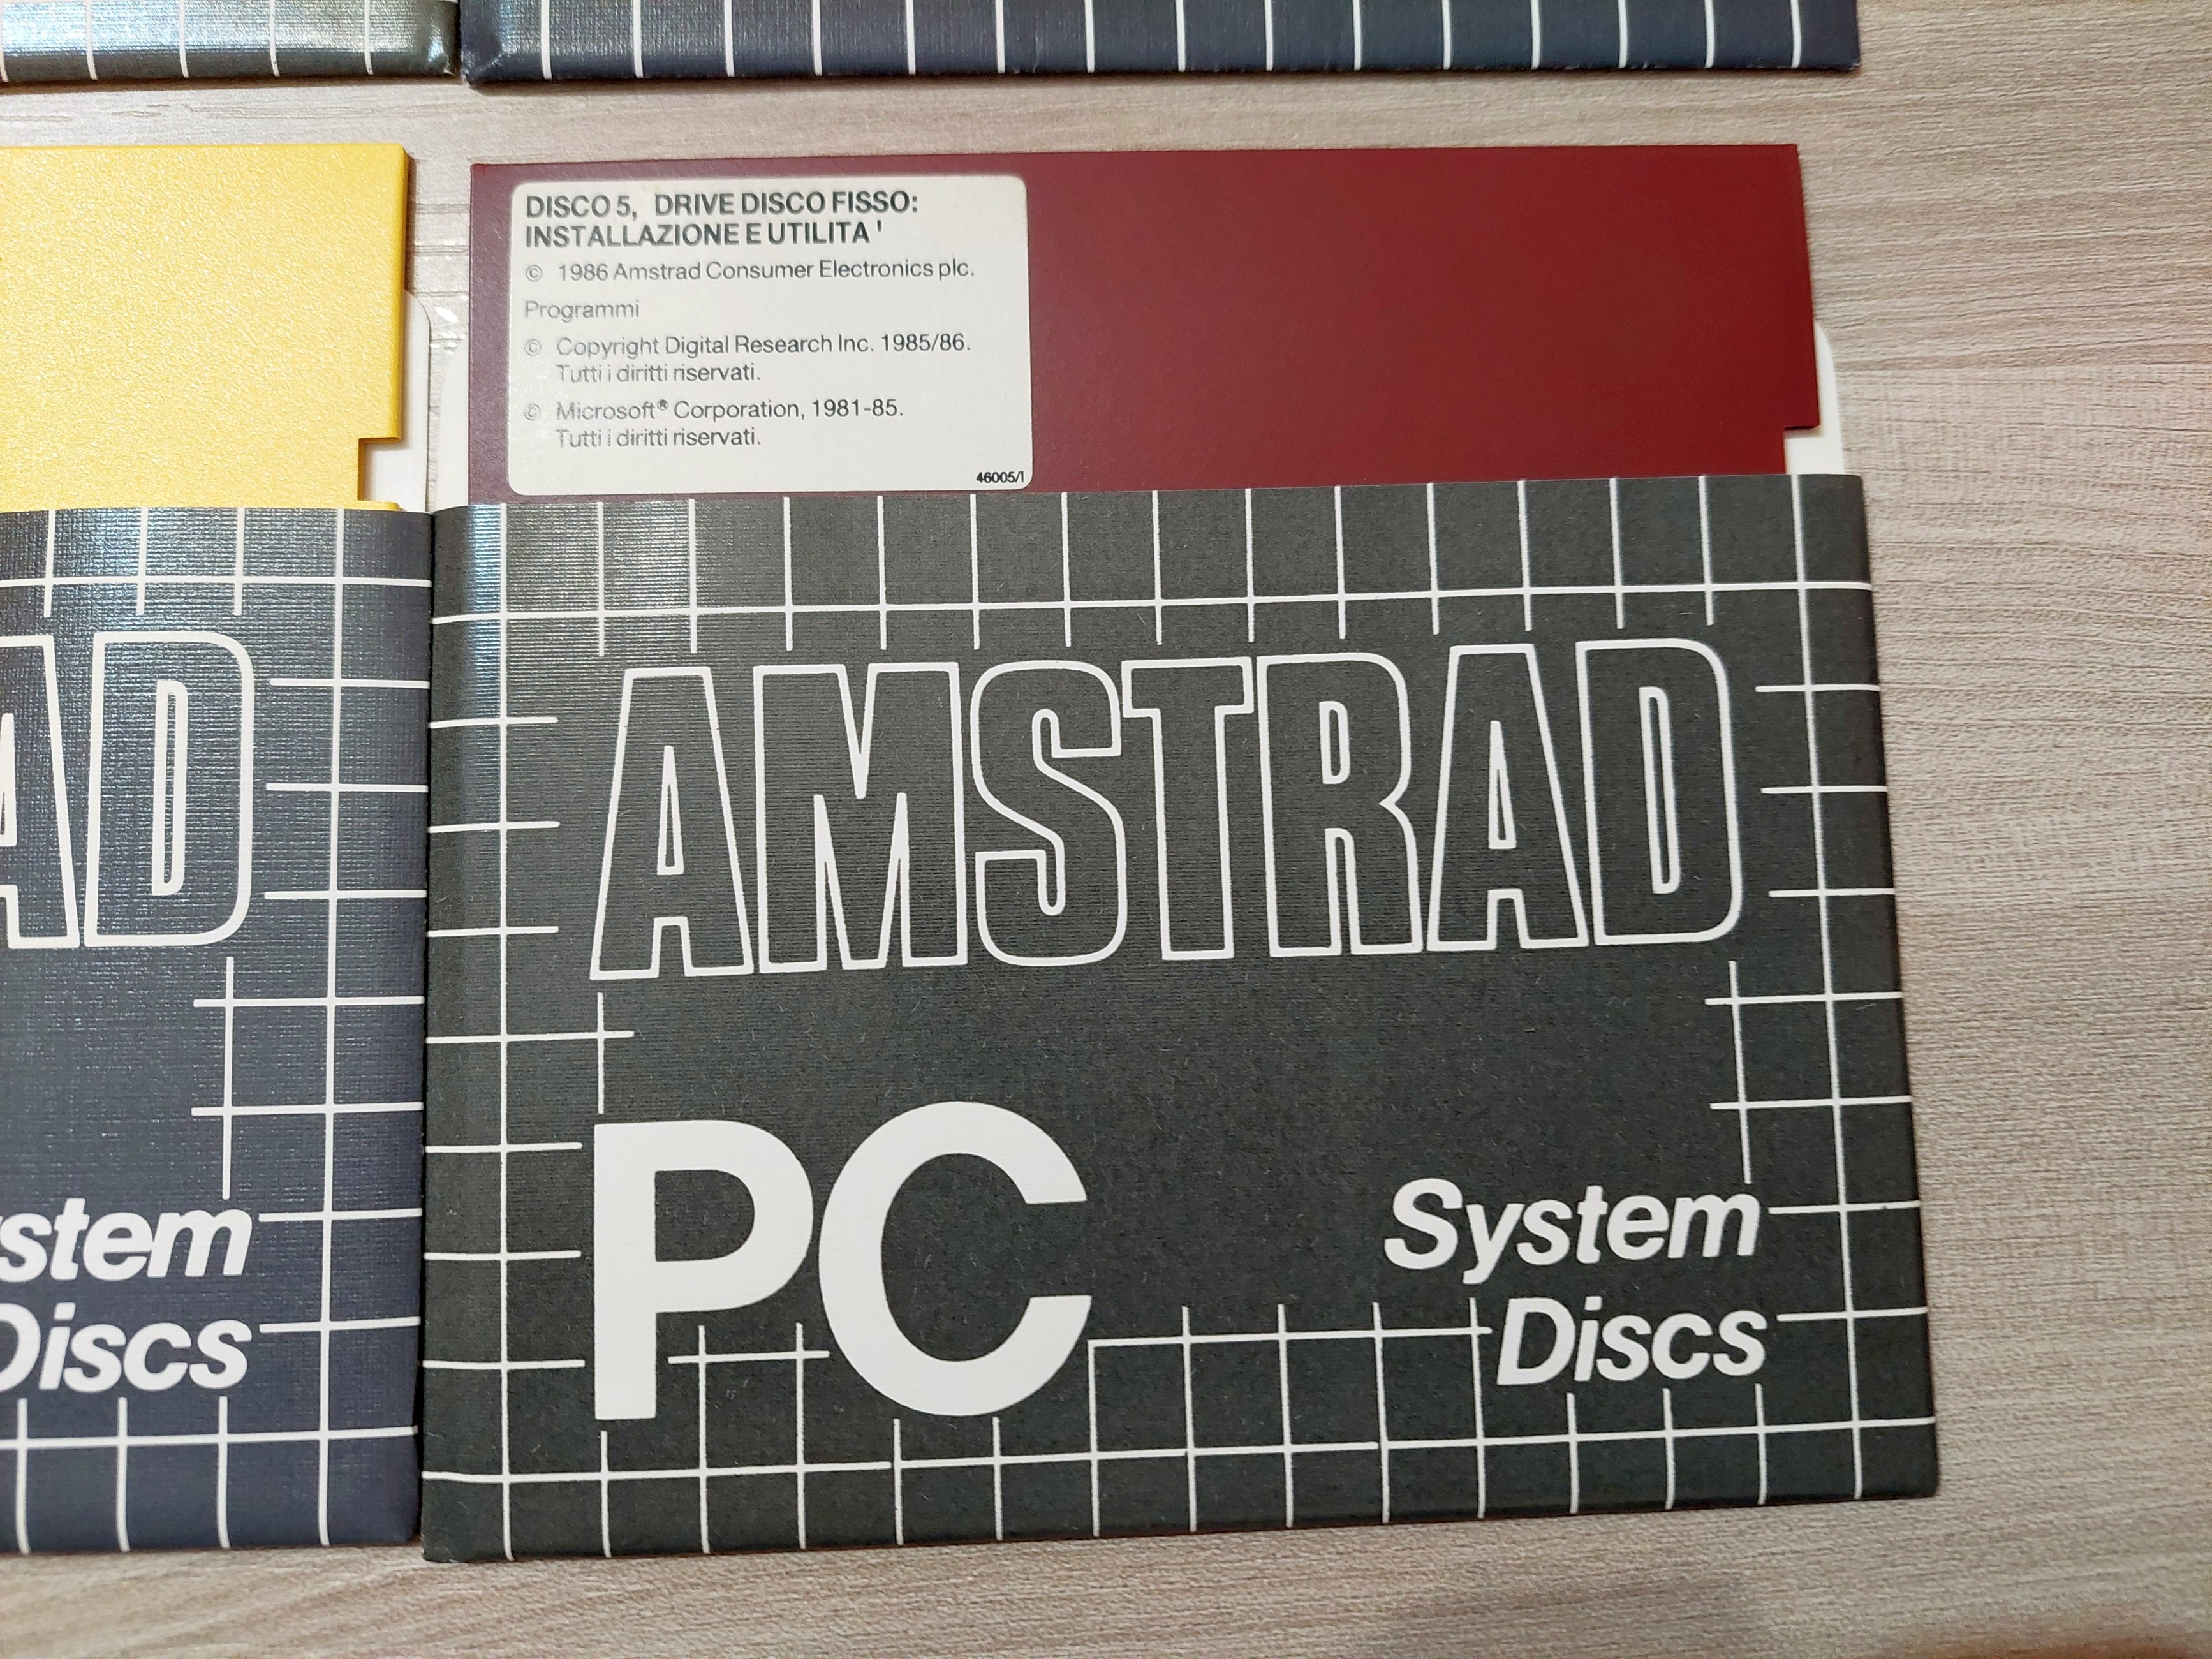 DISCO 5, DRIVE DISCO FISSO:
INSTALLAZIONE E UTILITA'
© 1986 Amstrad Consumer Electronics plc.
Programmi
© Copyright Digital Research Inc. 1985/86.
Tutti i diritti riservati.
© Microsoft® Corporation, 1981-85.
Tutti i diritti riservati.
46005/I
AMSTRAD
PC
System
Discs
AD
stem
Discs